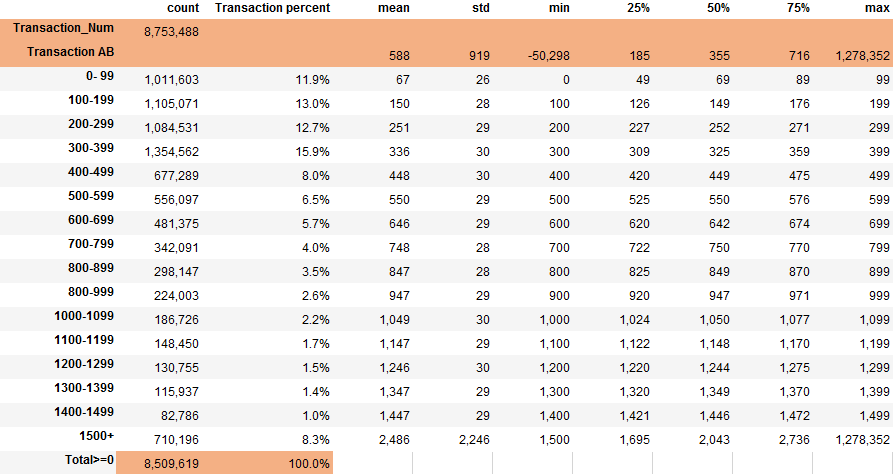 count Transaction percent mean std min 25% 50% 75% max
Transaction_Num 8,753,488
Transaction AB 588 919 -50,298 185 355 716 1,278,352
0- 99 1,011,603 11.9% 67 26 0 49 69 89 99
100-199 1,105,071 13.0% 150 28 100 126 149 176 199
200-299 1,084,531 12.7% 251 29 200 227 252 271 299
300-399 1,354,562 15.9% 336 30 300 309 325 359 399
400-499 677,289 8.0% 448 30 400 420 449 475 499
500-599 556,097 6.5% 550 29 500 525 550 576 599
600-699 481,375 5.7% 646 29 600 620 642 674 699
700-799 342,091 4.0% 748 28 700 722 750 770 799
800-899 298,147 3.5% 847 28 800 825 849 870 899
800-999 224,003 2.6% 947 29 900 920 947 971 999
1000-1099 186,726 2.2% 1,049 30 1,000 1,024 1,050 1,077 1,099
1100-1199 148,450 1.7% 1,147 29 1,100 1,122 1,148 1,170 1,199
1200-1299 130,755 1.5% 1,246 30 1,200 1,220 1,244 1,275 1,299
1300-1399 115,937 1.4% 1,347 29 1,300 1,320 1,349 1,370 1,399
1400-1499 82,786 1.0% 1,447 29 1,400 1,421 1,446 1,472 1,499
1500+ 710,196 8.3% 2,486 2,246 1,500 1,695 2,043 2,736 1,278,352
Total>=0 8,509,619 100.0%